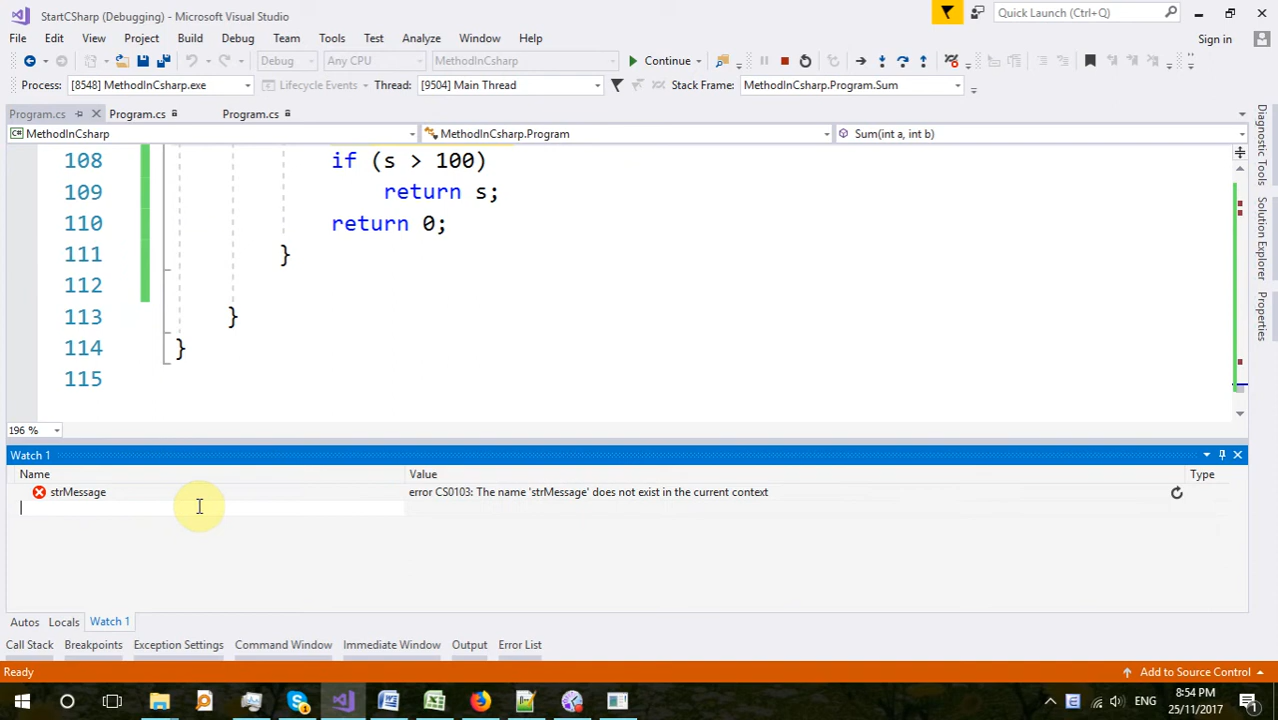 StartCSharp (Debugging) - Microsoft Visual Studio
Quick Launch (Ctrl+Q)
File Edit View Project Build Debug Team Tools Test Analyze Window Help
Sign in
Debug Any CPU MethodInCsharp Continue
Process: [8548] MethodInCsharp.exe Lifecycle Events Thread: [9504] Main Thread Stack Frame: MethodInCsharp.Program.Sum
Program.cs Program.cs Program.cs
MethodInCsharp MethodInCsharp.Program Sum(int a, int b)
108 if (s > 100)
109 return s;
110 return 0;
111 }
112
113 }
114 }
115
196 %
Diagnostic Tools
Solution Explorer
Properties
Watch 1
Name Value Type
strMessage error CS0103: The name 'strMessage' does not exist in the current context
Autos Locals Watch 1
Call Stack Breakpoints Exception Settings Command Window Immediate Window Output Error List
Ready Add to Source Control
ENG
8:54 PM
25/11/2017